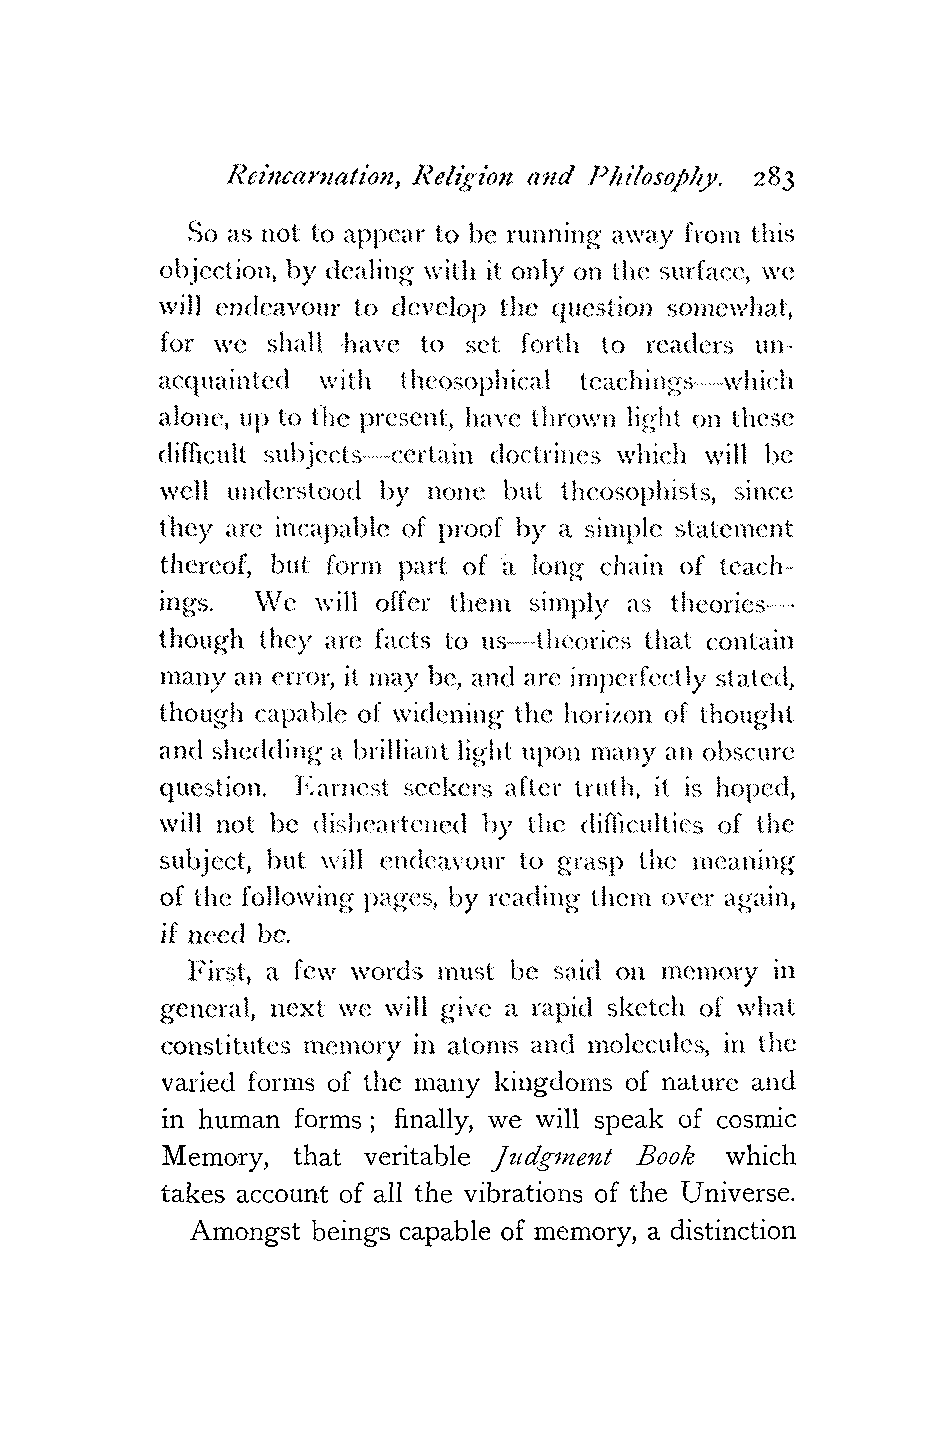 Reincarnation, Religion and Philosophy. 283
So as not to appear to be running away from this
objection, by dealing with it only on the surface, we
will endeavour to develop the question somewhat,
for we shall have to set forth to readers un-
acquainted with theosophical teachings—which
alone, up to the present, have thrown light on these
difficult subjects—certain doctrines which will be
well understood by none but theosophists, since
they are incapable of proof by a simple statement
thereof, but form part of a long chain of teach-
ings. We will offer them simply as theories—
though they are facts to us—theories that contain
many an error, it may be, and are imperfectly stated,
though capable of widening the horizon of thought
and shedding a brilliant light upon many an obscure
question. Earnest seekers after truth, it is hoped,
will not be disheartened by the difficulties of the
subject, but will endeavour to grasp the meaning
of the following pages, by reading them over again,
if need be.
First, a few words must be said on memory in
general, next we will give a rapid sketch of what
constitutes memory in atoms and molecules, in the
varied forms of the many kingdoms of nature and
in human forms; finally, we will speak of cosmic
Memory, that veritable Judgment Book which
takes account of all the vibrations of the Universe.
Amongst beings capable of memory, a distinction